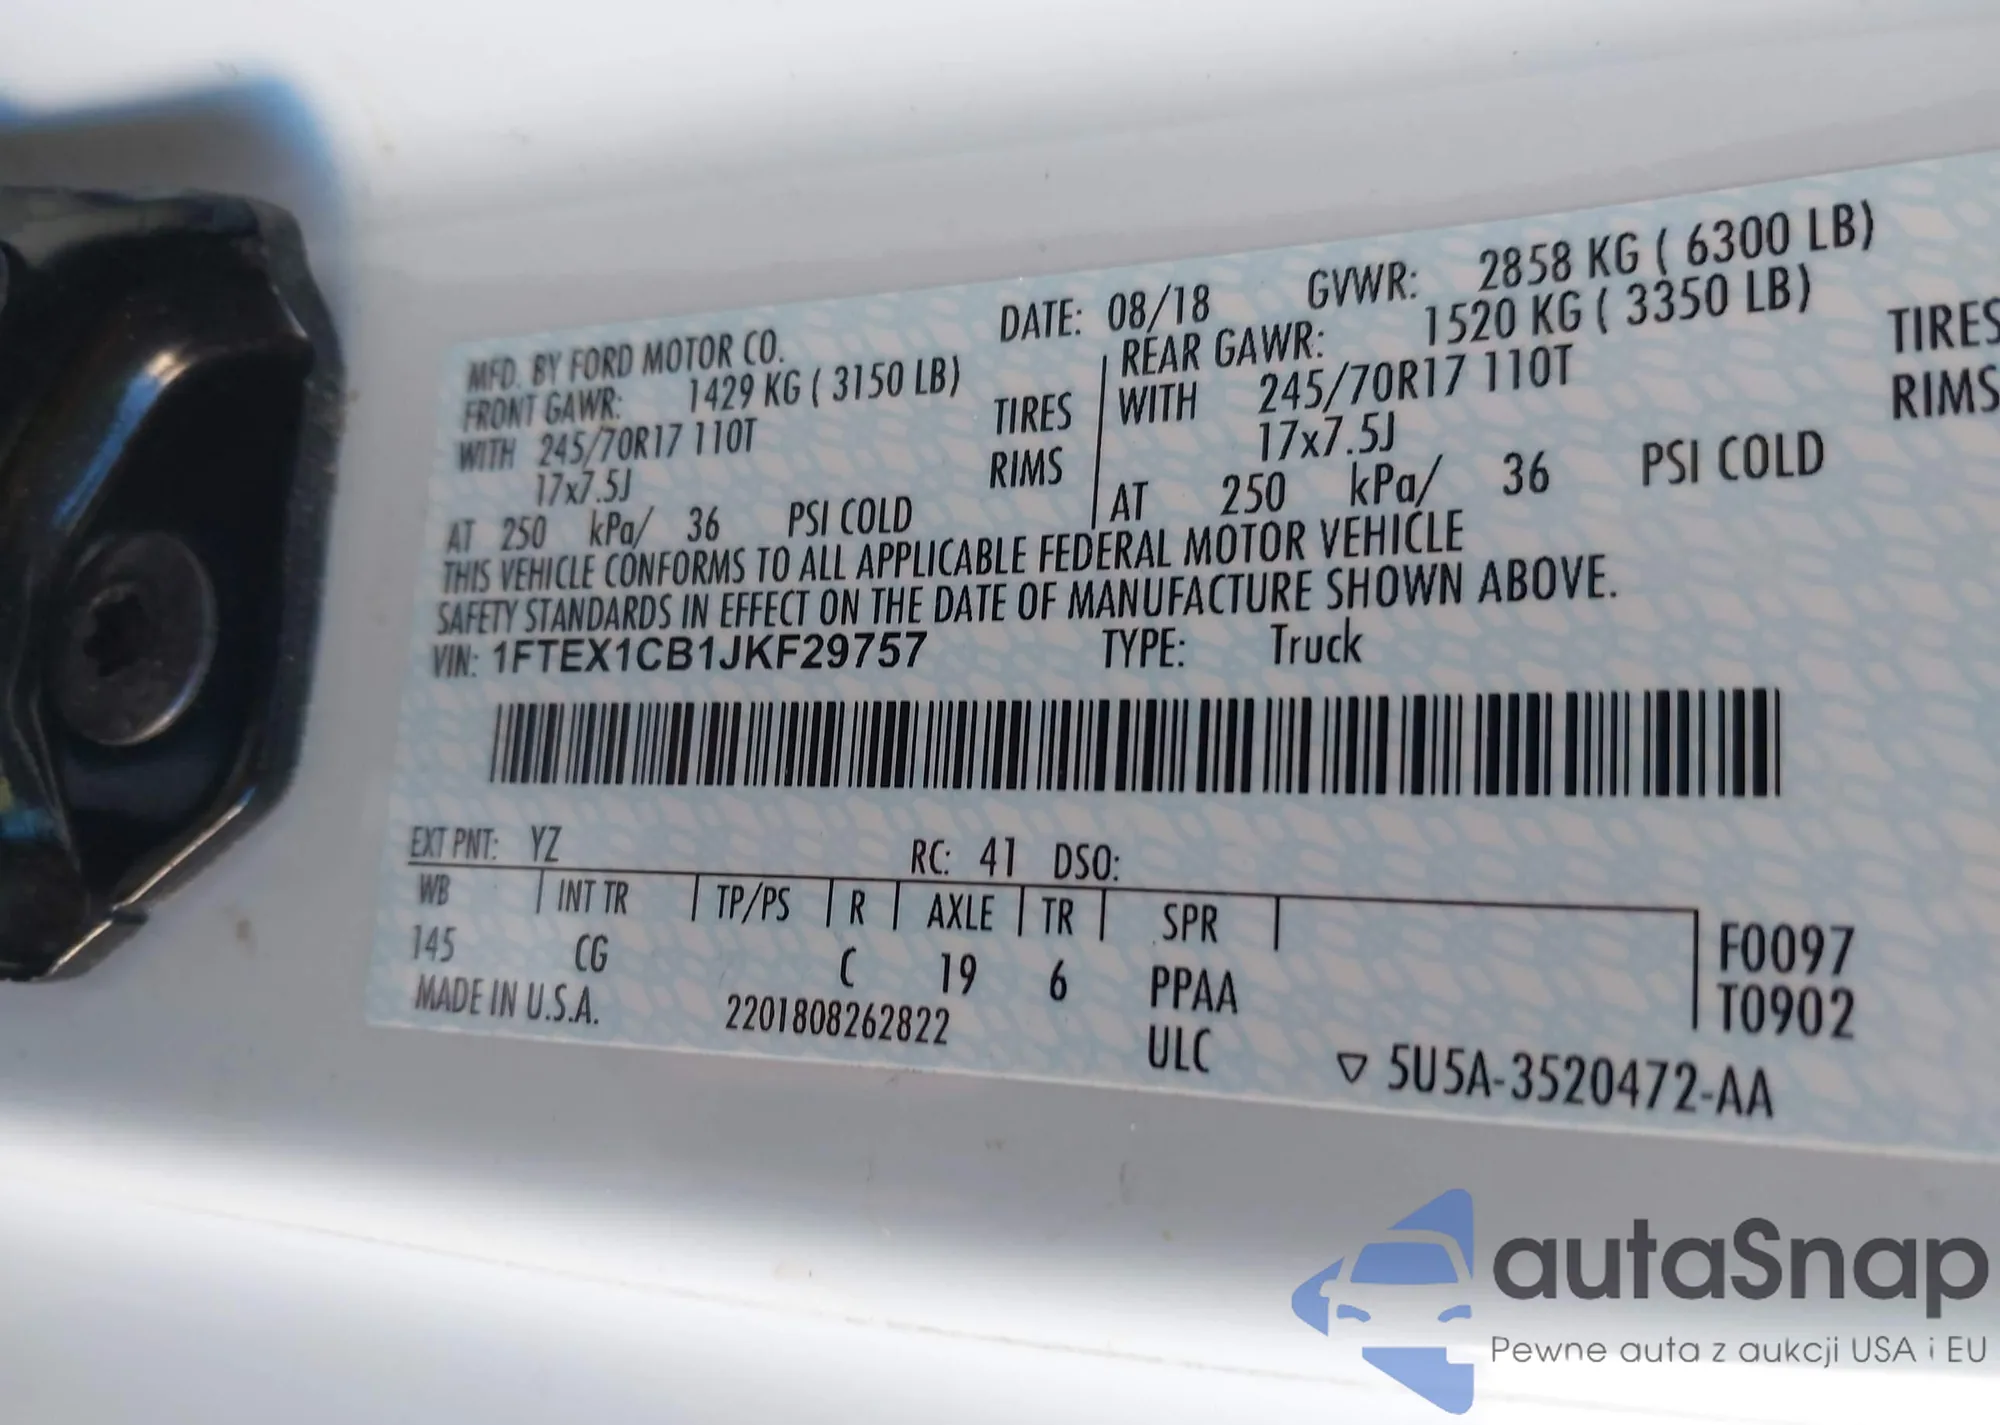 MFD. BY FORD MOTOR CO. DATE: 08/18 GVWR: 2858 KG ( 6300 LB)
FRONT GAWR: 1429 KG ( 3150 LB) REAR GAWR: 1520 KG ( 3350 LB)
WITH 245/70R17 110T TIRES WITH 245/70R17 110T TIRES
17x7.5J RIMS 17x7.5J RIMS
AT 250 kPa/ 36 PSI COLD AT 250 kPa/ 36 PSI COLD
THIS VEHICLE CONFORMS TO ALL APPLICABLE FEDERAL MOTOR VEHICLE
SAFETY STANDARDS IN EFFECT ON THE DATE OF MANUFACTURE SHOWN ABOVE.
VIN: 1FTEX1CB1JKF29757 TYPE: Truck
EXT PNT: YZ RC: 41 DSO:
WB INT TR TP/PS R AXLE TR SPR F0097
145 CG C 19 6 PPAA T0902
MADE IN U.S.A. 2201808262822 ULC ▽ 5U5A-3520472-AA
autaSnap
Pewne auta z aukcji USA i EU